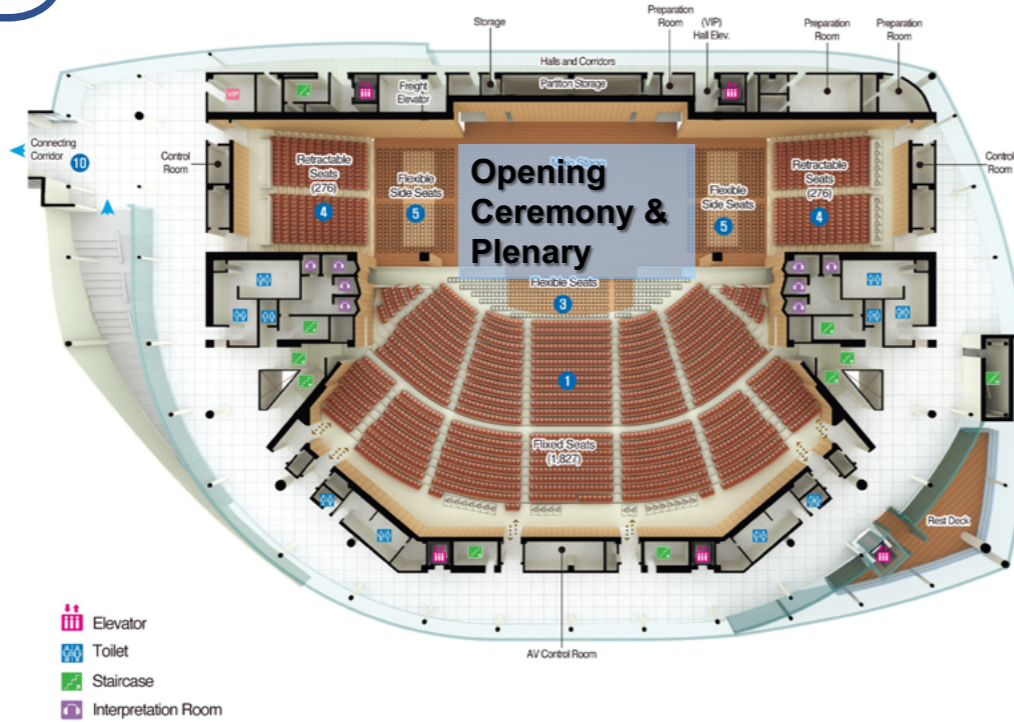 Storage
Preparation
Room
(VIP)
Hall Elev.
Preparation
Room
Preparation
Room
Halls and Corridors
Partition Storage
Freight
Elevator
VIP
Connecting
Corridor
10
Control
Room
Retractable
Seats
(276)
4
Flexible
Side Seats
5
Opening
Ceremony &
Plenary
Flexible
Side Seats
5
Retractable
Seats
(276)
4
Control
Room
Flexible Seats
3
1
Flixed Seats
(1,827)
Rest Deck
AV Control Room
Elevator
Toilet
Staircase
Interpretation Room